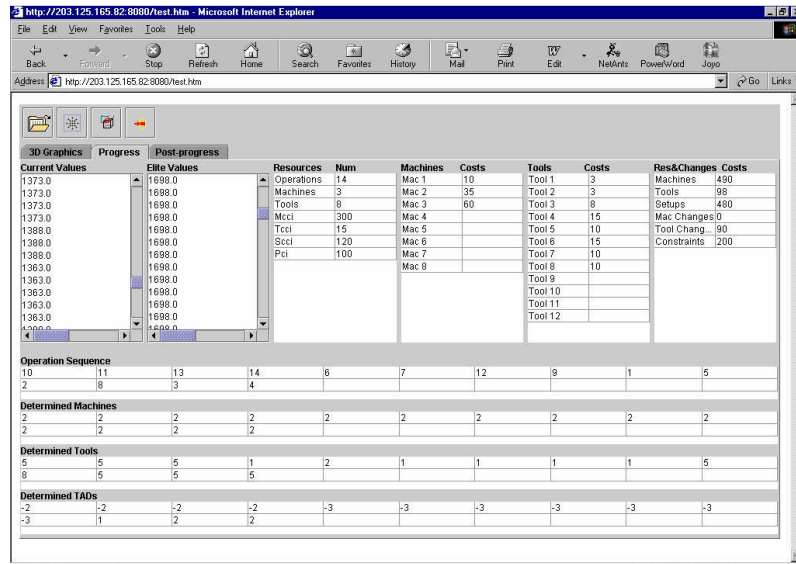 http://203.125.165.82:8080/test.htm - Microsoft Internet Explorer
File Edit View Favorites Tools Help
Back Forward Stop Refresh Home Search Favorites History Mail Print Edit NetAnts PowerWord Joyo
Address http://203.125.165.82:8080/test.htm Go Links
3D Graphics Progress Post-progress
Current Values Elite Values Resources Num Machines Costs Tools Costs Res&Changes Costs
1373.0 1698.0 Operations 14 Mac 1 10 Tool 1 3 Machines 490
1373.0 1698.0 Machines 3 Mac 2 35 Tool 2 3 Tools 98
1373.0 1698.0 Tools 8 Mac 3 60 Tool 3 8 Setups 480
1373.0 1698.0 Mcci 300 Mac 4 Tool 4 15 Mac Changes 0
1388.0 1698.0 Tcci 15 Mac 5 Tool 5 10 Tool Chang... 90
1388.0 1698.0 Scci 120 Mac 6 Tool 6 15 Constraints 200
1388.0 1698.0 Pci 100 Mac 7 Tool 7 10
1363.0 1698.0 Mac 8 Tool 8 10
1363.0 1698.0 Tool 9
1363.0 1698.0 Tool 10
1363.0 1698.0 Tool 11
1363.0 1698.0 Tool 12
1698.0
Operation Sequence
10 11 13 14 6 7 12 9 1 5
2 8 3 4
Determined Machines
2 2 2 2 2 2 2 2 2 2
2 2 2 2
Determined Tools
5 5 5 1 2 1 1 1 1 5
8 5 5 5
Determined TADs
-2 -2 -2 -2 -3 -3 -3 -3 -3 -3
-3 1 2 2